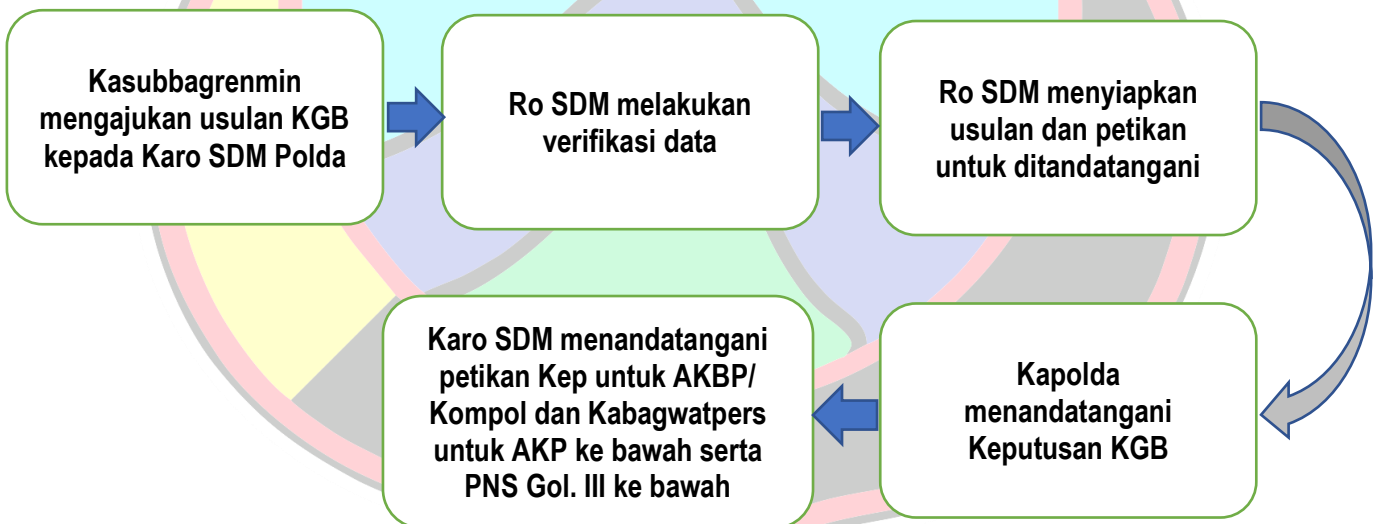 Kasubbagrenmin
mengajukan usulan KGB
kepada Karo SDM Polda
Ro SDM melakukan
verifikasi data
Ro SDM menyiapkan
usulan dan petikan
untuk ditandatangani
Kapolda
menandatangani
Keputusan KGB
Karo SDM menandatangani
petikan Kep untuk AKBP/
Kompol dan Kabagwatpers
untuk AKP ke bawah serta
PNS Gol. III ke bawah